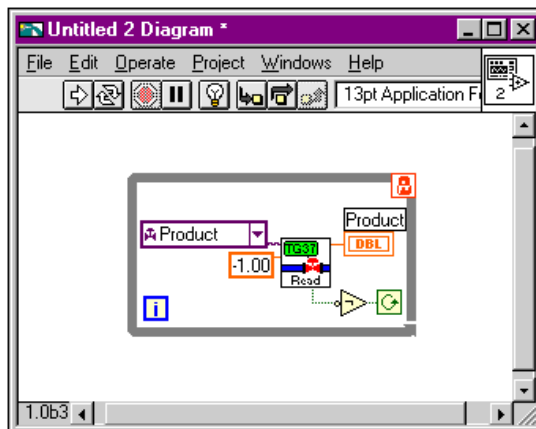 Untitled 2 Diagram *
File Edit Operate Project Windows Help
13pt Application Fo
2
Product
Product
TG37
DBL
-1.00
Read
i
1.0b3